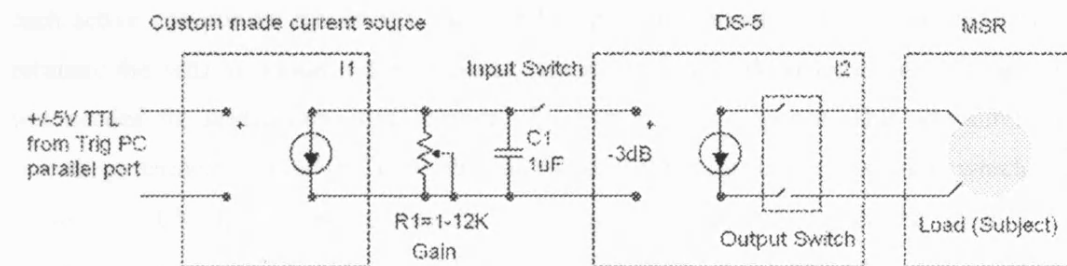 Custom made current source
DS-5
MSR
I1
Input Switch
I2
+/-5V TTL
from Trig PC
parallel port
+
C1
1uF
+
-3dB
R1=1-12K
Gain
Output Switch
Load (Subject)